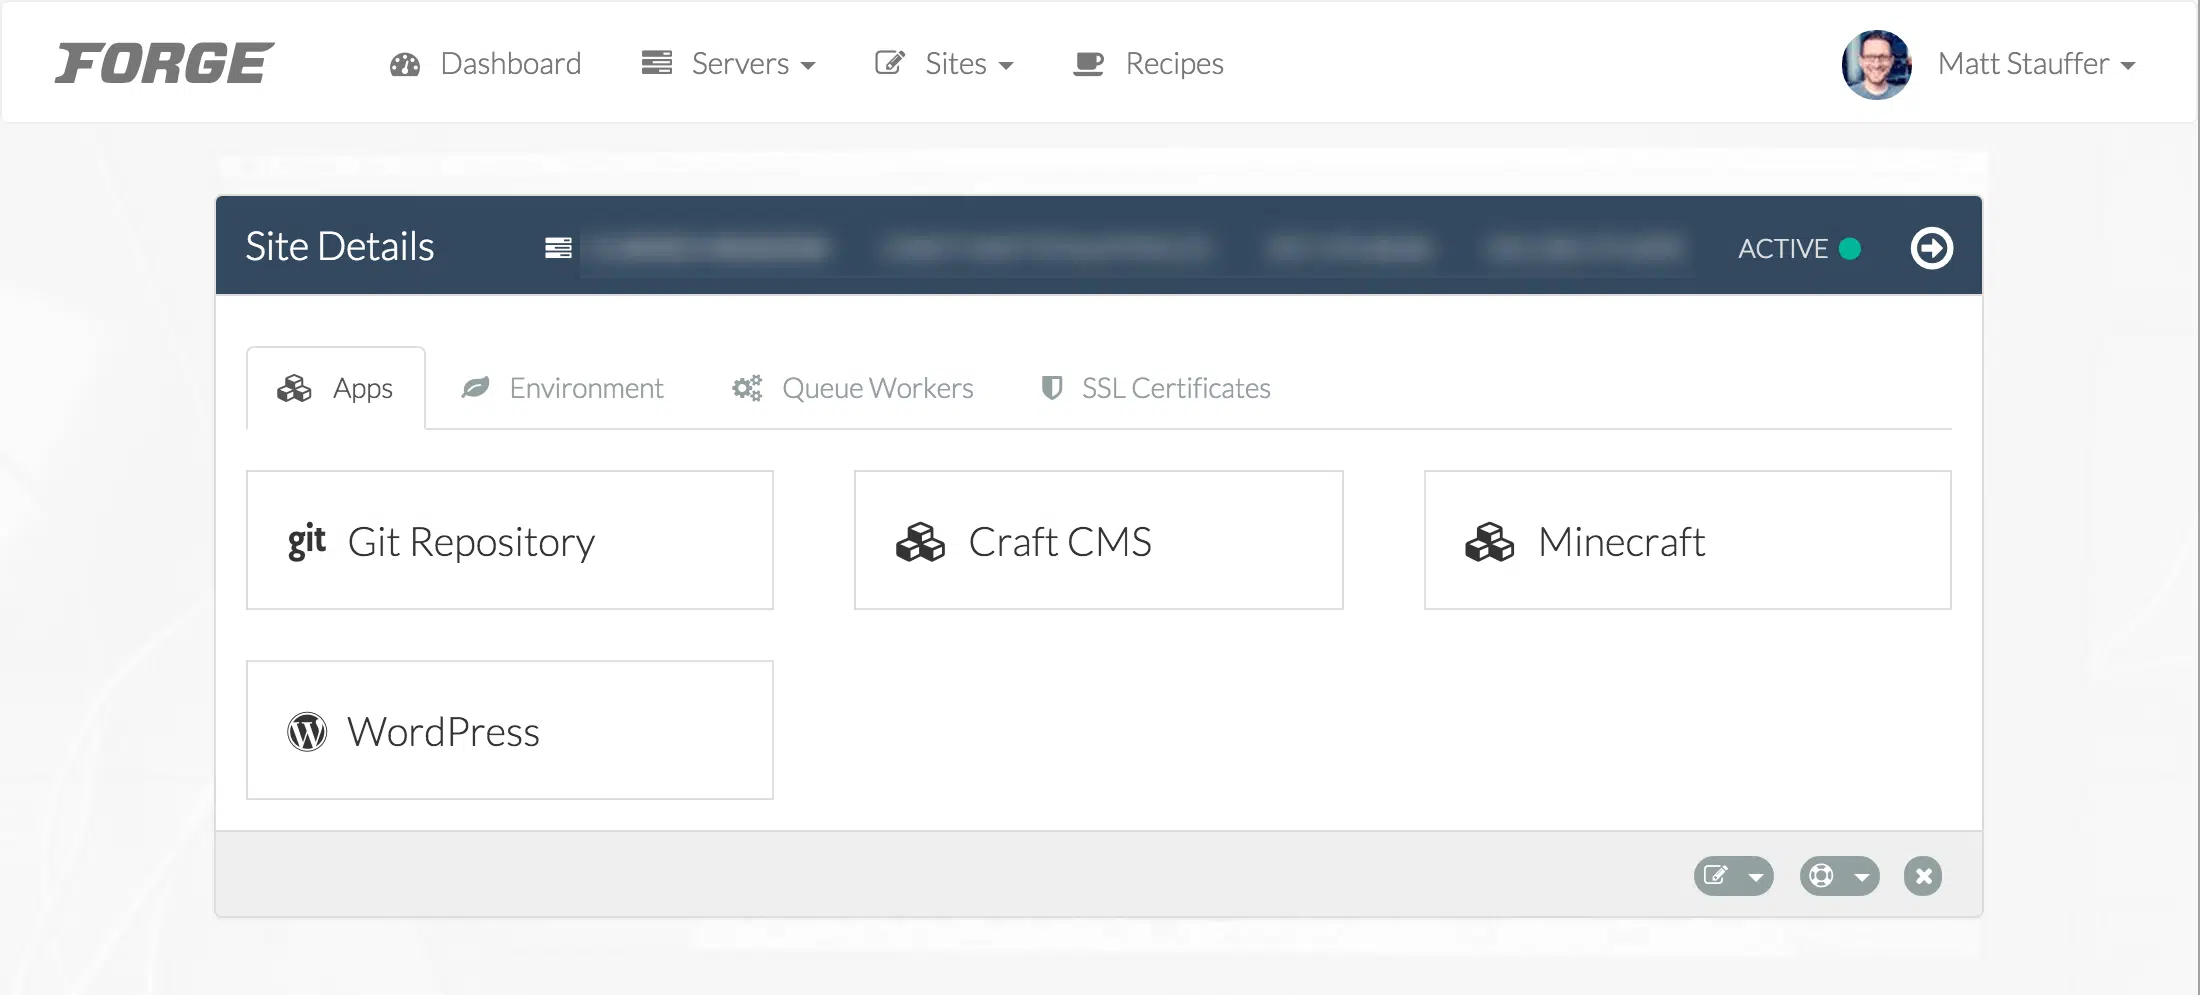 FORGE Dashboard Servers Sites Recipes Matt Stauffer
Site Details ACTIVE
Apps Environment Queue Workers SSL Certificates
git Git Repository Craft CMS Minecraft
WordPress